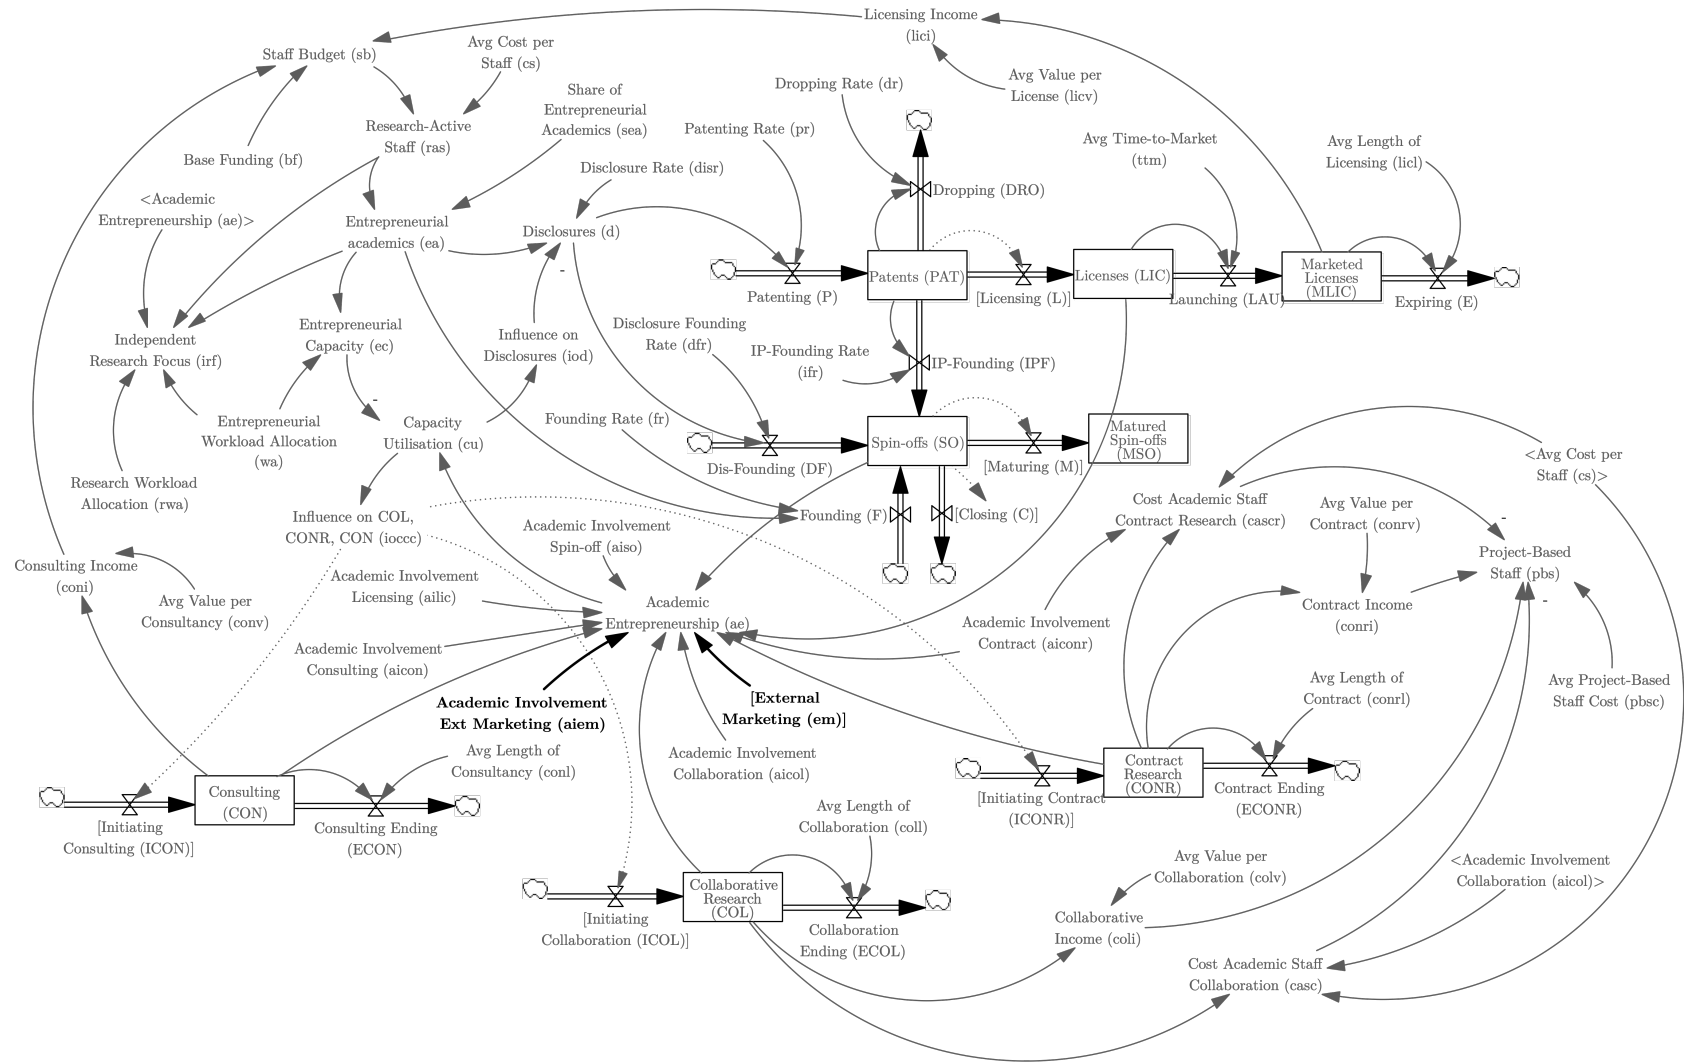 Licensing Income
(lici)
Staff Budget (sb)
Avg Cost per
Staff (cs)
Avg Value per
License (licv)
Dropping Rate (dr)
Share of
Entrepreneurial
Academics (sea)
Research-Active
Staff (ras)
Patenting Rate (pr)
Avg Time-to-Market
(ttm)
Avg Length of
Licensing (licl)
Base Funding (bf)
Disclosure Rate (disr)
Dropping (DRO)
<Academic
Entrepreneurship (ae)>
Entrepreneurial
academics (ea)
Disclosures (d)
-
Patents (PAT)
Licenses (LIC)
Marketed
Licenses
(MLIC)
Patenting (P)
[Licensing (L)]
Launching (LAU)
Expiring (E)
Independent
Research Focus (irf)
Entrepreneurial
Capacity (ec)
Influence on
Disclosures (iod)
Disclosure Founding
Rate (dfr)
IP-Founding Rate
(ifr)
IP-Founding (IPF)
-
Entrepreneurial
Workload Allocation
(wa)
Capacity
Utilisation (cu)
Founding Rate (fr)
Spin-offs (SO)
Matured
Spin-offs
(MSO)
Dis-Founding (DF)
[Maturing (M)]
<Avg Cost per
Staff (cs)>
Research Workload
Allocation (rwa)
Influence on COL,
CONR, CON (ioccc)
Academic Involvement
Spin-off (aiso)
Founding (F)
[Closing (C)]
Cost Academic Staff
Contract Research (cascr)
Avg Value per
Contract (conrv)
-
Project-Based
Staff (pbs)
-
Consulting Income
(coni)
Academic Involvement
Licensing (ailic)
Avg Value per
Consultancy (conv)
Academic
Entrepreneurship (ae)
Academic Involvement
Contract (aiconr)
Contract Income
(conri)
Academic Involvement
Consulting (aicon)
Academic Involvement
Ext Marketing (aiem)
[External
Marketing (em)]
Avg Length of
Contract (conrl)
Avg Project-Based
Staff Cost (pbsc)
Avg Length of
Consultancy (conl)
Academic Involvement
Collaboration (aicol)
Contract
Research
(CONR)
Consulting
(CON)
[Initiating Contract
(ICONR)]
Contract Ending
(ECONR)
[Initiating
Consulting (ICON)]
Consulting Ending
(ECON)
Avg Length of
Collaboration (coll)
Collaborative
Research
(COL)
Avg Value per
Collaboration (colv)
<Academic Involvement
Collaboration (aicol)>
[Initiating
Collaboration (ICOL)]
Collaboration
Ending (ECOL)
Collaborative
Income (coli)
Cost Academic Staff
Collaboration (casc)